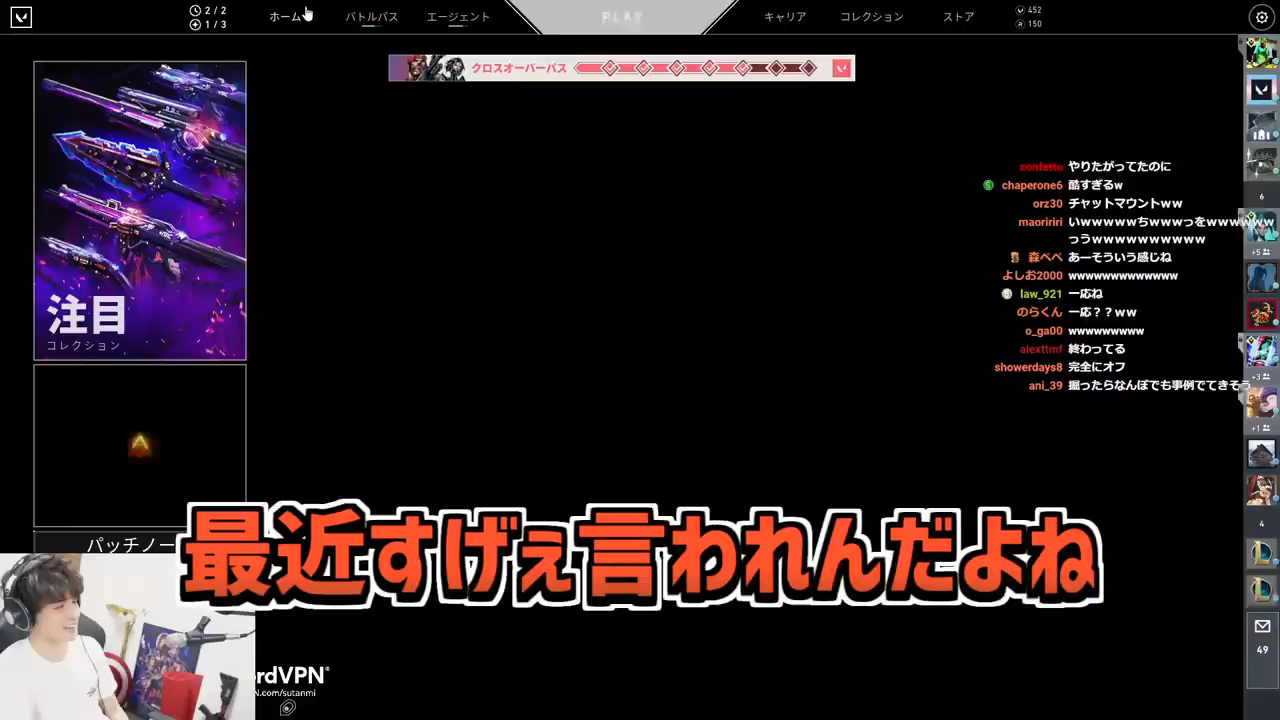 2 / 2
1 / 3
ホーム
バトルパス
エージェント
PLAY
キャリア
コレクション
ストア
452
150
クロスオーバーパス
注目
コレクション
パッチノー
confetto やりたがってたのに
chaperone6 酷すぎるw
orz30 チャットマウントｗｗ
maoririri いｗｗｗｗｗちｗｗｗっをｗｗｗｗｗ
っうｗｗｗｗｗｗｗｗｗｗ
森ぺぺ あーそういう感じね
よしお2000 wwwwwwwwwwwww
law_921 一応ね
のらくん 一応？？ｗｗ
o_ga00 wwwwwwwww
alexttmf 終わってる
showerdays8 完全にオフ
ani_39 掘ったらなんぼでも事例でてきそう
6
+5
+3
+1
4
49
最近すげぇ言われんだよね
rdVPN®
N.com/sutanmi